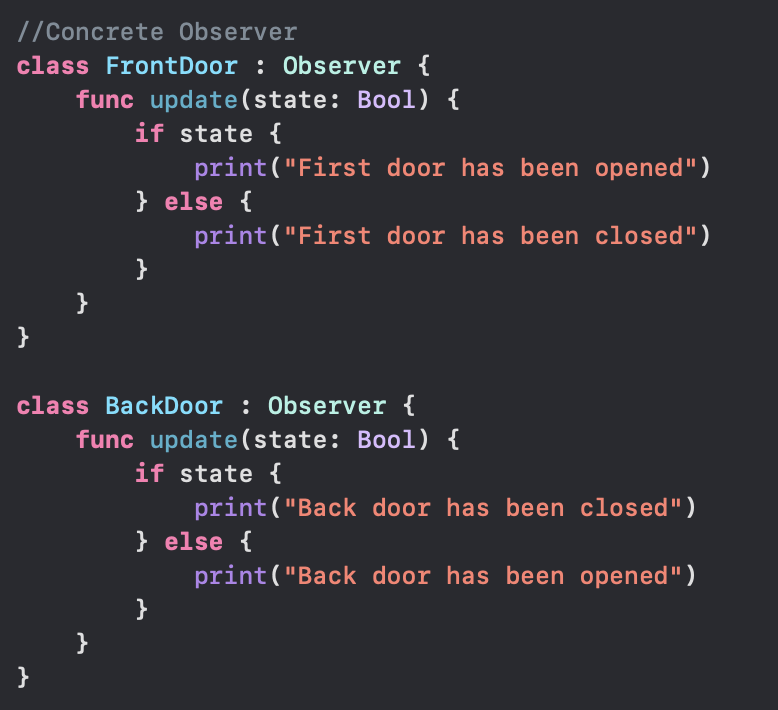 //Concrete Observer
class FrontDoor : Observer {
    func update(state: Bool) {
        if state {
            print("First door has been opened")
        } else {
            print("First door has been closed")
        }
    }
}

class BackDoor : Observer {
    func update(state: Bool) {
        if state {
            print("Back door has been closed")
        } else {
            print("Back door has been opened")
        }
    }
}